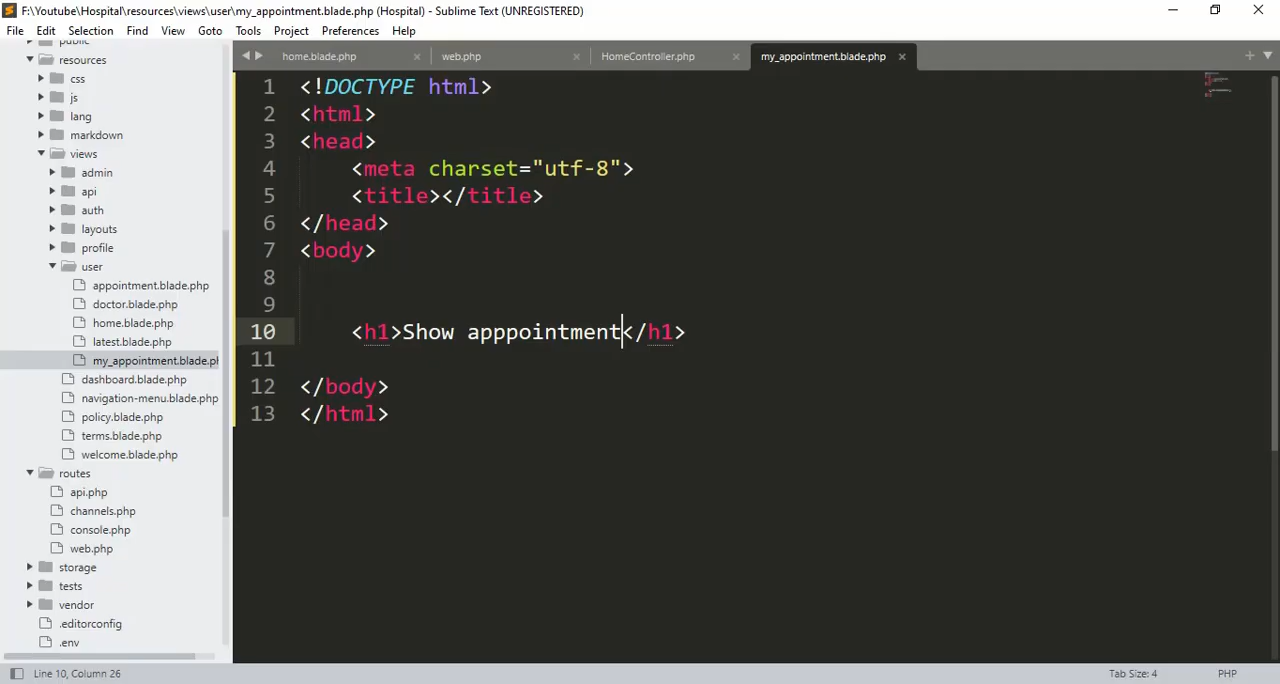 F:\Youtube\Hospital\resources\views\user\my_appointment.blade.php (Hospital) - Sublime Text (UNREGISTERED)
File Edit Selection Find View Goto Tools Project Preferences Help
home.blade.php
web.php
HomeController.php
my_appointment.blade.php
public
resources
css
js
lang
markdown
views
admin
api
auth
layouts
profile
user
appointment.blade.php
doctor.blade.php
home.blade.php
latest.blade.php
my_appointment.blade.ph
dashboard.blade.php
navigation-menu.blade.php
policy.blade.php
terms.blade.php
welcome.blade.php
routes
api.php
channels.php
console.php
web.php
storage
tests
vendor
.editorconfig
.env
1 <!DOCTYPE html>
2 <html>
3 <head>
4 <meta charset="utf-8">
5 <title></title>
6 </head>
7 <body>
8
9
10 <h1>Show apppointment</h1>
11
12 </body>
13 </html>
Line 10, Column 26
Tab Size: 4
PHP